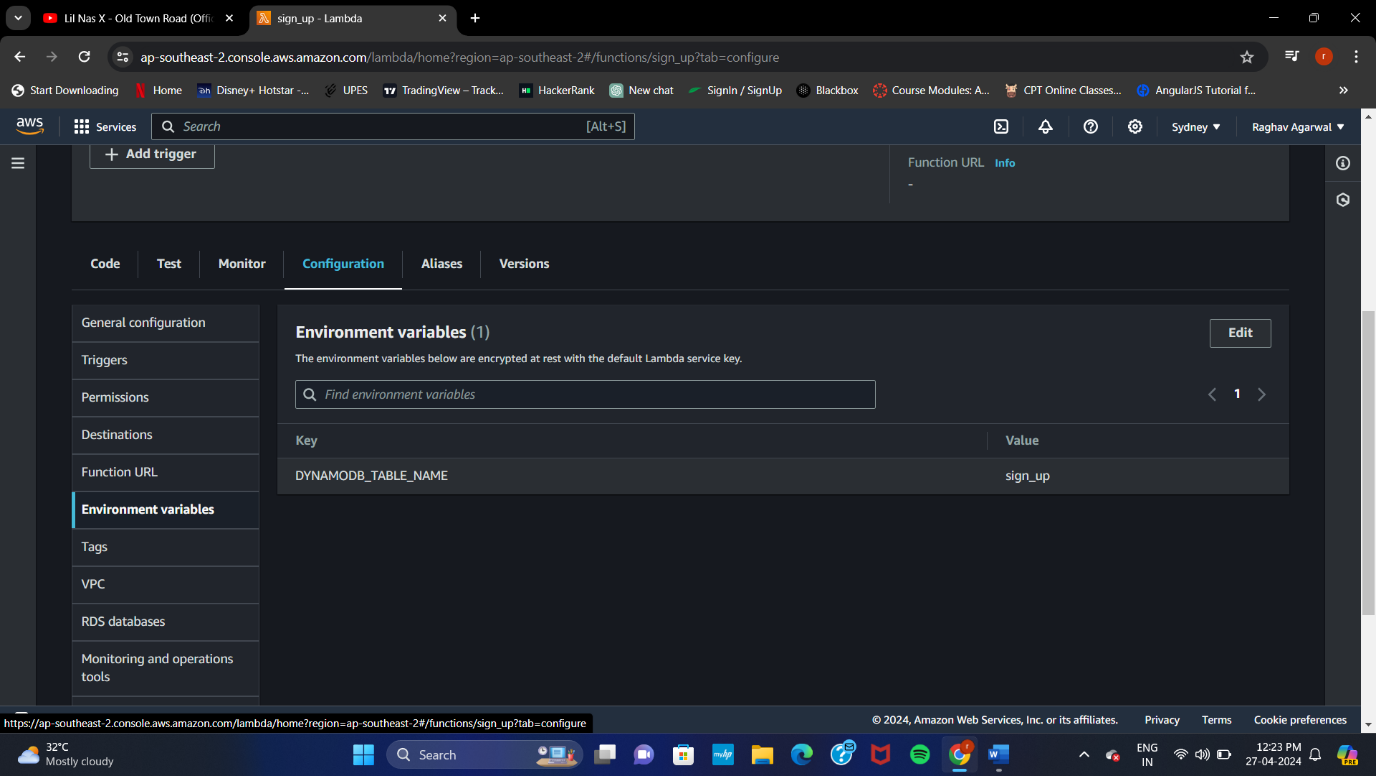 Lil Nas X - Old Town Road (Offic
sign_up - Lambda
ap-southeast-2.console.aws.amazon.com/lambda/home?region=ap-southeast-2#/functions/sign_up?tab=configure
r
Start Downloading
Home
Disney+ Hotstar -...
UPES
TradingView – Track...
HackerRank
New chat
SignIn / SignUp
Blackbox
Course Modules: A...
CPT Online Classes...
AngularJS Tutorial f...
aws
Services
Search
[Alt+S]
Sydney
Raghav Agarwal
Add trigger
Function URL Info
-
Code
Test
Monitor
Configuration
Aliases
Versions
General configuration
Triggers
Permissions
Destinations
Function URL
Environment variables
Tags
VPC
RDS databases
Monitoring and operations
tools
Environment variables (1)
Edit
The environment variables below are encrypted at rest with the default Lambda service key.
Find environment variables
1
Key
Value
DYNAMODB_TABLE_NAME
sign_up
https://ap-southeast-2.console.aws.amazon.com/lambda/home?region=ap-southeast-2#/functions/sign_up?tab=configure
© 2024, Amazon Web Services, Inc. or its affiliates.
Privacy
Terms
Cookie preferences
32°C
Mostly cloudy
Search
myhp
W
ENG
IN
12:23 PM
27-04-2024
PRE